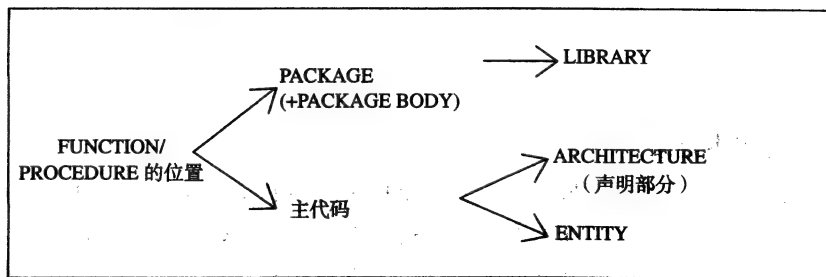 FUNCTION/
PROCEDURE 的位置
PACKAGE
(+PACKAGE BODY)
LIBRARY
主代码
ARCHITECTURE
（声明部分）
ENTITY